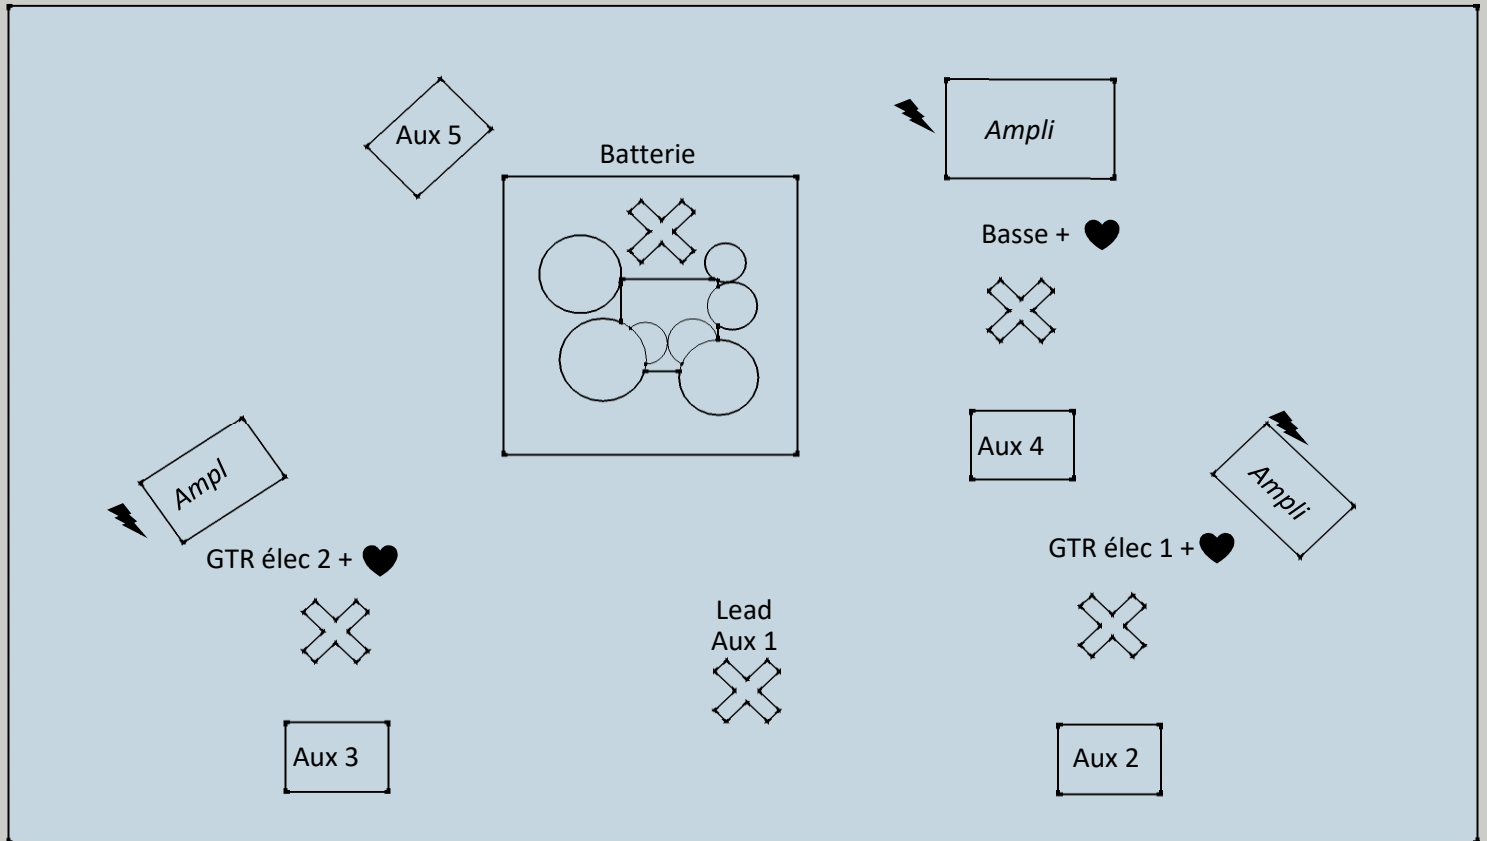 Aux 5
Batterie
Ampli
Basse +
Aux 4
Ampl
Ampli
GTR élec 2 +
GTR élec 1 +
Lead
Aux 1
Aux 3
Aux 2